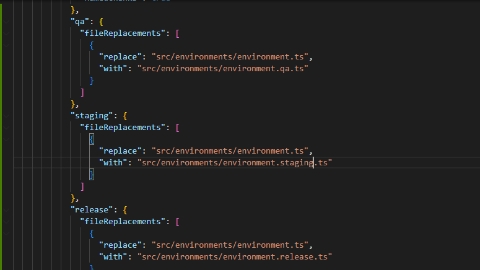 },
"qa": {
"fileReplacements": [
{
"replace": "src/environments/environment.ts",
"with": "src/environments/environment.qa.ts"
}
]
},
"staging": {
"fileReplacements": [
{
"replace": "src/environments/environment.ts",
"with": "src/environments/environment.staging.ts"
}
]
},
"release": {
"fileReplacements": [
{
"replace": "src/environments/environment.ts",
"with": "src/environments/environment.release.ts"